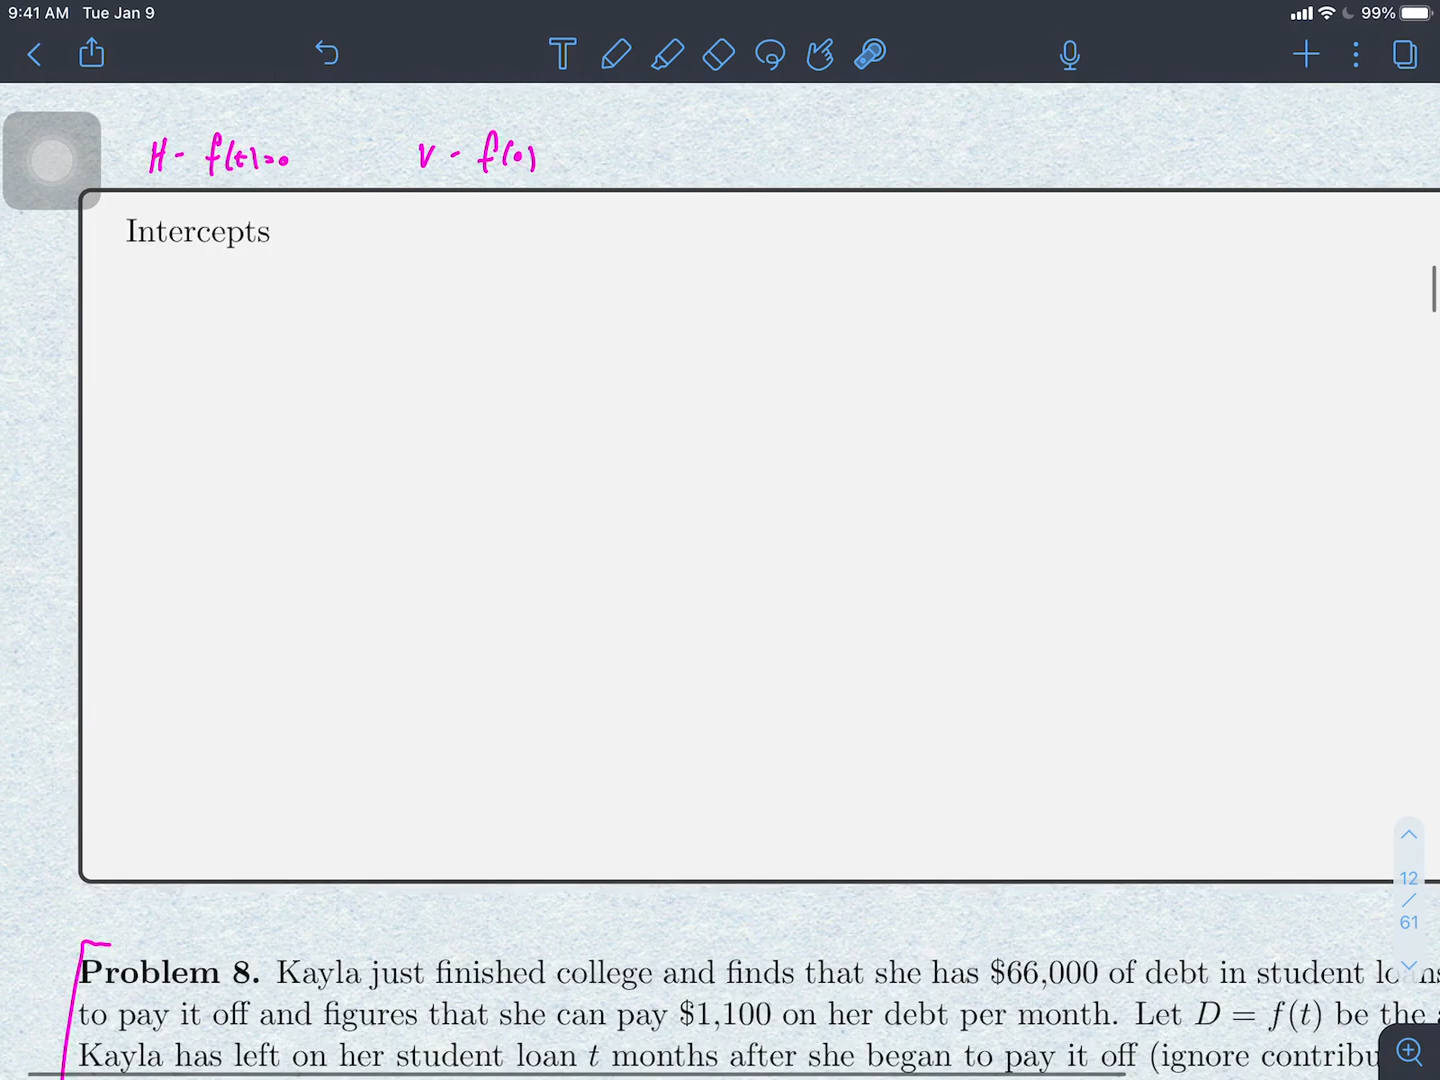 9:41 AM Tue Jan 9 99%
H - f(t)=0 V - f(0)
Intercepts
12
/
61
Problem 8. Kayla just finished college and finds that she has $66,000 of debt in student loans
to pay it off and figures that she can pay $1,100 on her debt per month. Let D = f(t) be the
Kayla has left on her student loan t months after she began to pay it off (ignore contribu